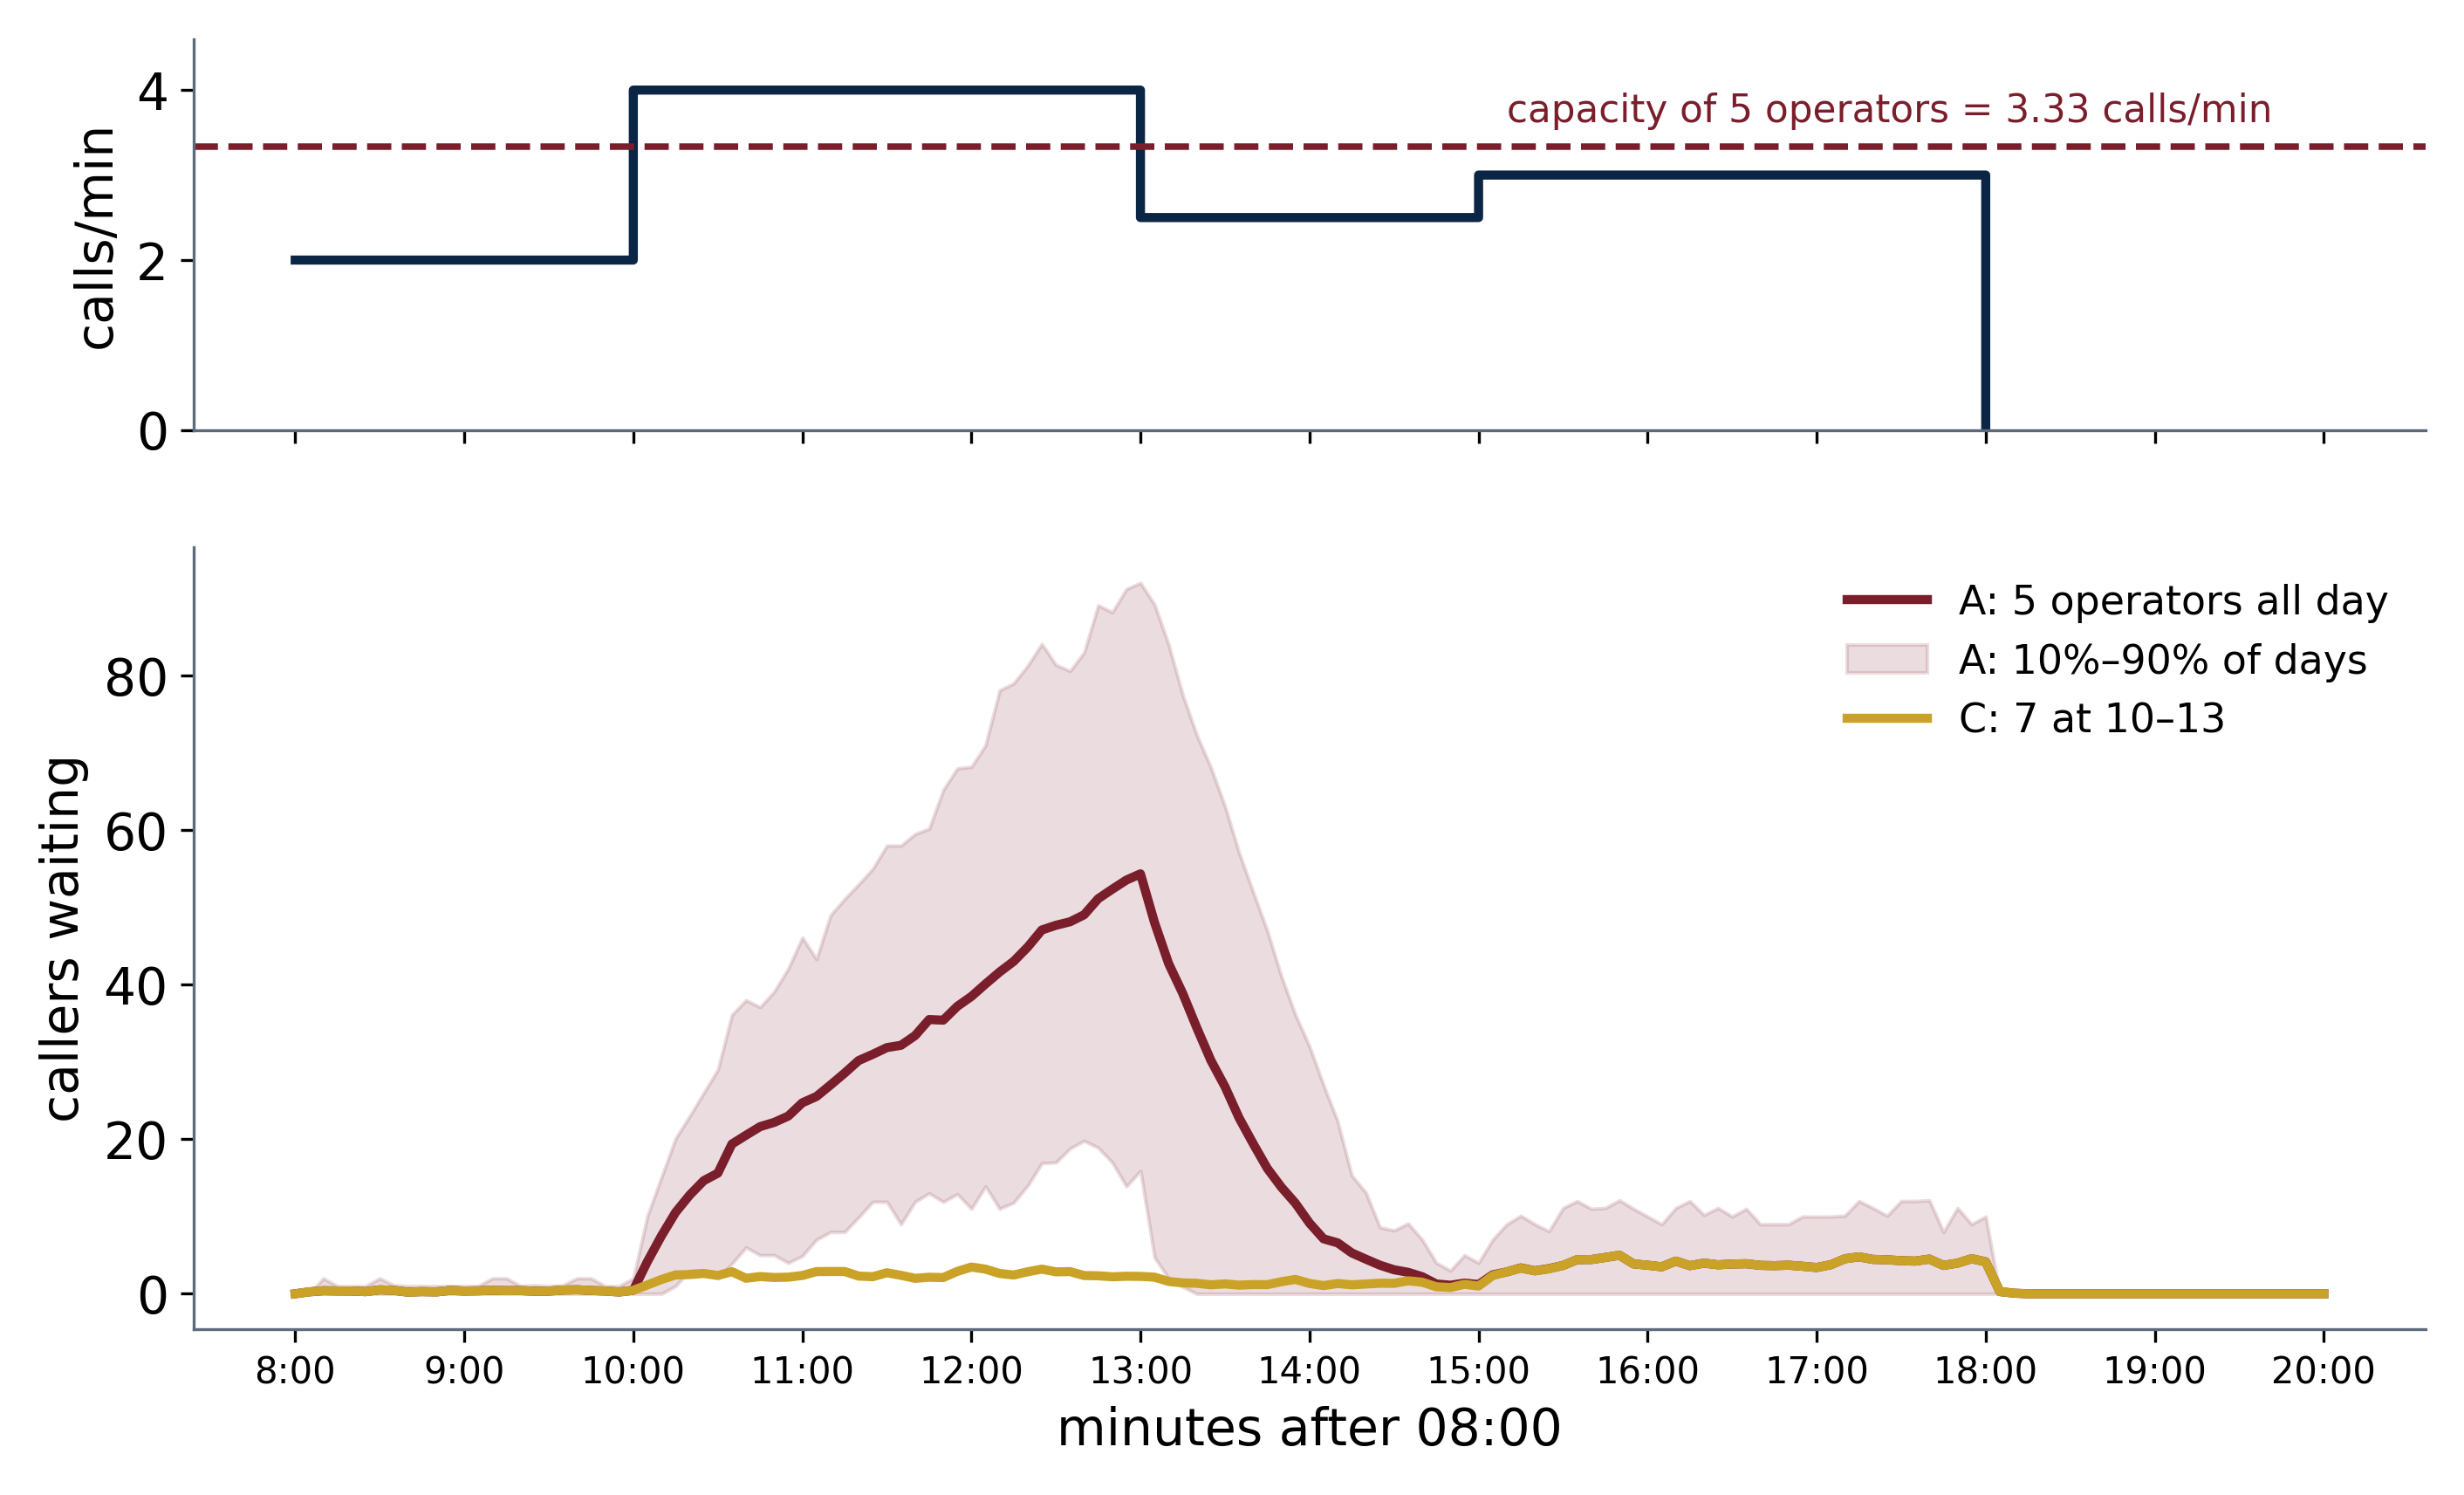 calls/min
4
2
0
capacity of 5 operators = 3.33 calls/min
callers waiting
80
60
40
20
0
A: 5 operators all day
A: 10%–90% of days
C: 7 at 10–13
8:00 9:00 10:00 11:00 12:00 13:00 14:00 15:00 16:00 17:00 18:00 19:00 20:00
minutes after 08:00